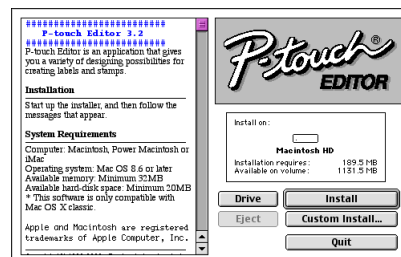 ##########################
P-touch Editor 3.2
##########################
P-touch Editor is an application that gives
you a variety of designing possibilities for
creating labels and stamps.
Installation
Start up the installer, and then follow the
messages that appear.
System Requirements
Computer: Macintosh, Power Macintosh or
iMac
Operating system: Mac OS 8.6 or later
Available memory: Minimum 32MB
Available hard-disk space: Minimum 20MB
* This software is only compatible with
Mac OS X classic.
Apple and Macintosh are registered
trademarks of Apple Computer, Inc.
P-touch®
EDITOR
Install on:
Macintosh HD
Installation requires: 189.5 MB
Available on volume: 1131.5 MB
Drive
Install
Eject
Custom Install...
Quit